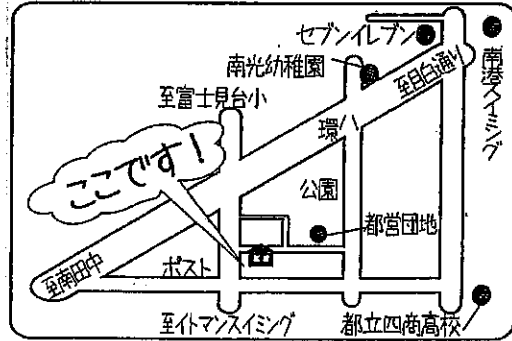 セブンイレブン
南光幼稚園
至目白通り
南港スイミング
至富士見台小
環八
ここです！
公園
都営団地
至南田中
ポスト
至イトマンスイミング
都立四商高校